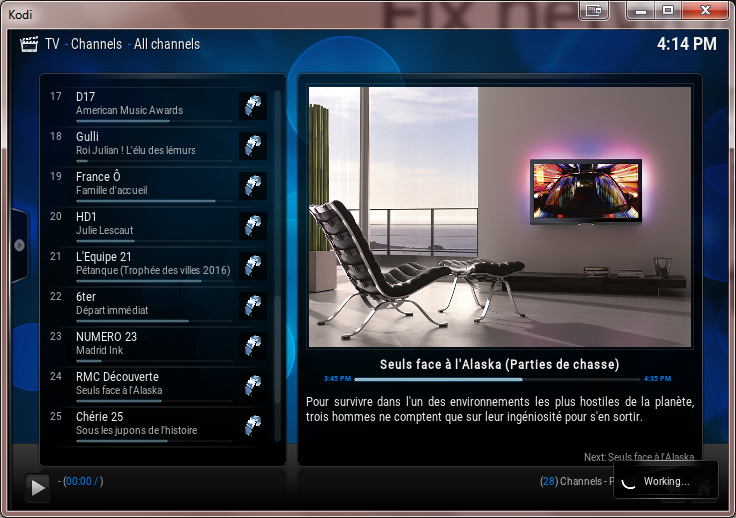 Kodi
TV - Channels - All channels
4:14 PM
17 D17
American Music Awards
18 Gulli
Roi Julian ! L'élu des lémurs
19 France Ô
Famille d'accueil
20 HD1
Julie Lescaut
21 L'Equipe 21
Pétanque (Trophée des villes 2016)
22 6ter
Départ immédiat
23 NUMERO 23
Madrid Ink
24 RMC Découverte
Seuls face à l'Alaska
25 Chérie 25
Sous les jupons de l'histoire
Seuls face à l'Alaska (Parties de chasse)
3:45 PM
4:35 PM
Pour survivre dans l'un des environnements les plus hostiles de la planète,
trois hommes ne comptent que sur leur ingéniosité pour s'en sortir.
Next: Seuls face à l'Alaska
- (00:00 / )
(28) Channels - P
Working...